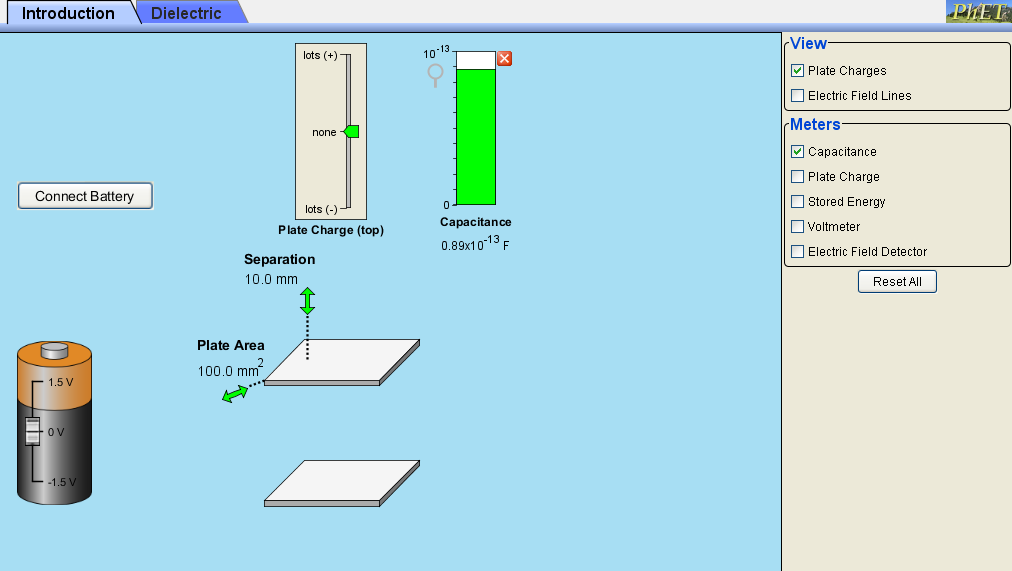 Introduction
Dielectric
PhET
lots (+)
none
lots (-)
Plate Charge (top)
10-13
0
Capacitance
0.89x10-13 F
Connect Battery
Separation
10.0 mm
Plate Area
100.0 mm2
1.5 V
0 V
-1.5 V
View
Plate Charges
Electric Field Lines
Meters
Capacitance
Plate Charge
Stored Energy
Voltmeter
Electric Field Detector
Reset All